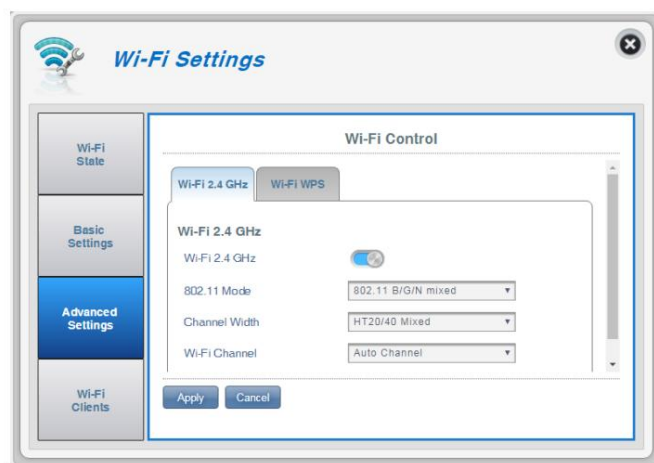 Wi-Fi Settings
Wi-Fi
State
Basic
Settings
Advanced
Settings
Wi-Fi
Clients
Wi-Fi Control
Wi-Fi 2.4 GHz
Wi-Fi WPS
Wi-Fi 2.4 GHz
Wi-Fi 2.4 GHz
802.11 Mode
802.11 B/G/N mixed
Channel Width
HT20/40 Mixed
Wi-Fi Channel
Auto Channel
Apply
Cancel